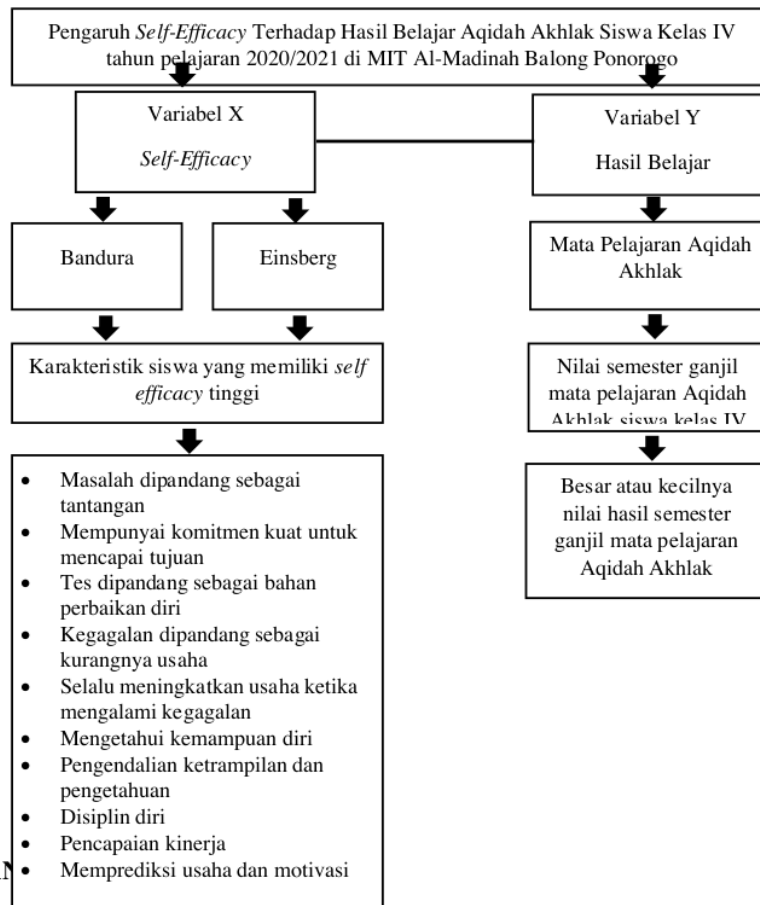 Pengaruh Self-Efficacy Terhadap Hasil Belajar Aqidah Akhlak Siswa Kelas IV
tahun pelajaran 2020/2021 di MIT Al-Madinah Balong Ponorogo
Variabel X
Self-Efficacy
Variabel Y
Hasil Belajar
Bandura
Einsberg
Mata Pelajaran Aqidah
Akhlak
Karakteristik siswa yang memiliki self
efficacy tinggi
Nilai semester ganjil
mata pelajaran Aqidah
Akhlak siswa kelas IV
• Masalah dipandang sebagai
tantangan
• Mempunyai komitmen kuat untuk
mencapai tujuan
• Tes dipandang sebagai bahan
perbaikan diri
• Kegagalan dipandang sebagai
kurangnya usaha
• Selalu meningkatkan usaha ketika
mengalami kegagalan
• Mengetahui kemampuan diri
• Pengendalian ketrampilan dan
pengetahuan
• Disiplin diri
• Pencapaian kinerja
• Memprediksi usaha dan motivasi
Besar atau kecilnya
nilai hasil semester
ganjil mata pelajaran
Aqidah Akhlak